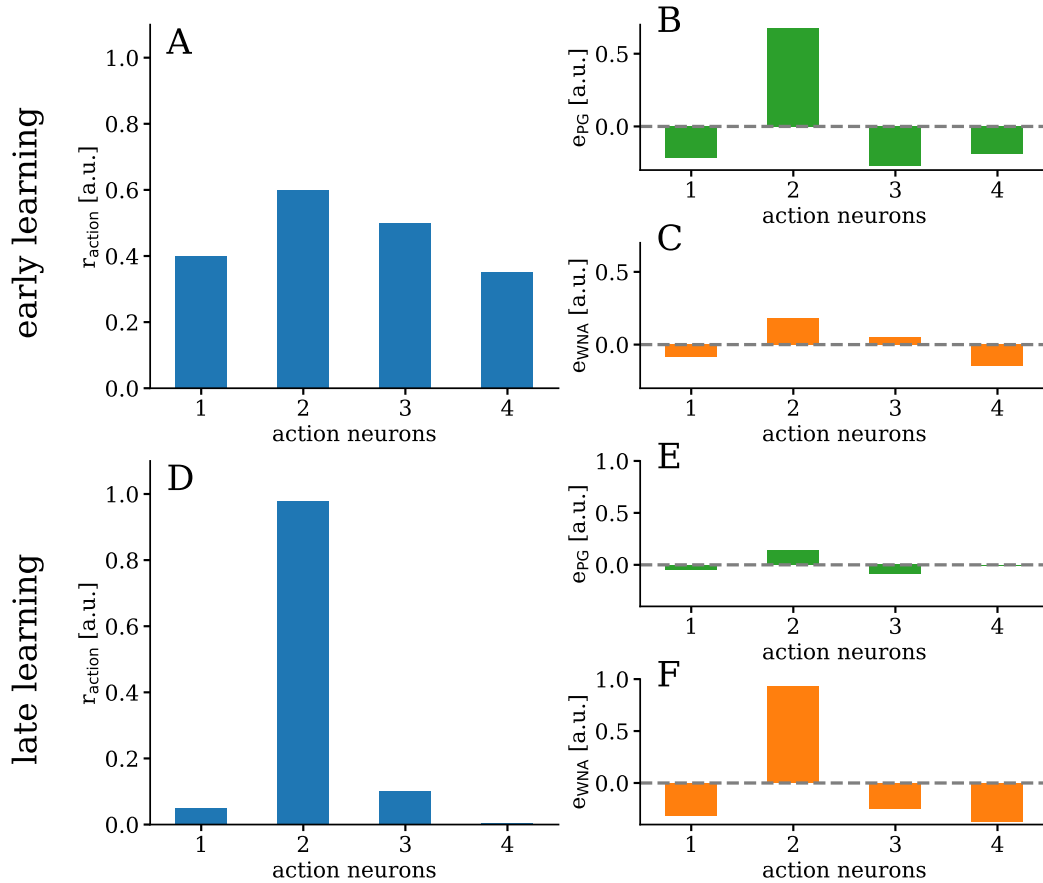 early learning
A
r_action [a.u.]
1.0
0.8
0.6
0.4
0.2
0.0
1 2 3 4
action neurons
B
e_PG [a.u.]
0.5
0.0
1 2 3 4
action neurons
C
e_WNA [a.u.]
0.5
0.0
1 2 3 4
action neurons
late learning
D
r_action [a.u.]
1.0
0.8
0.6
0.4
0.2
0.0
1 2 3 4
action neurons
E
e_PG [a.u.]
1.0
0.5
0.0
1 2 3 4
action neurons
F
e_WNA [a.u.]
1.0
0.5
0.0
1 2 3 4
action neurons